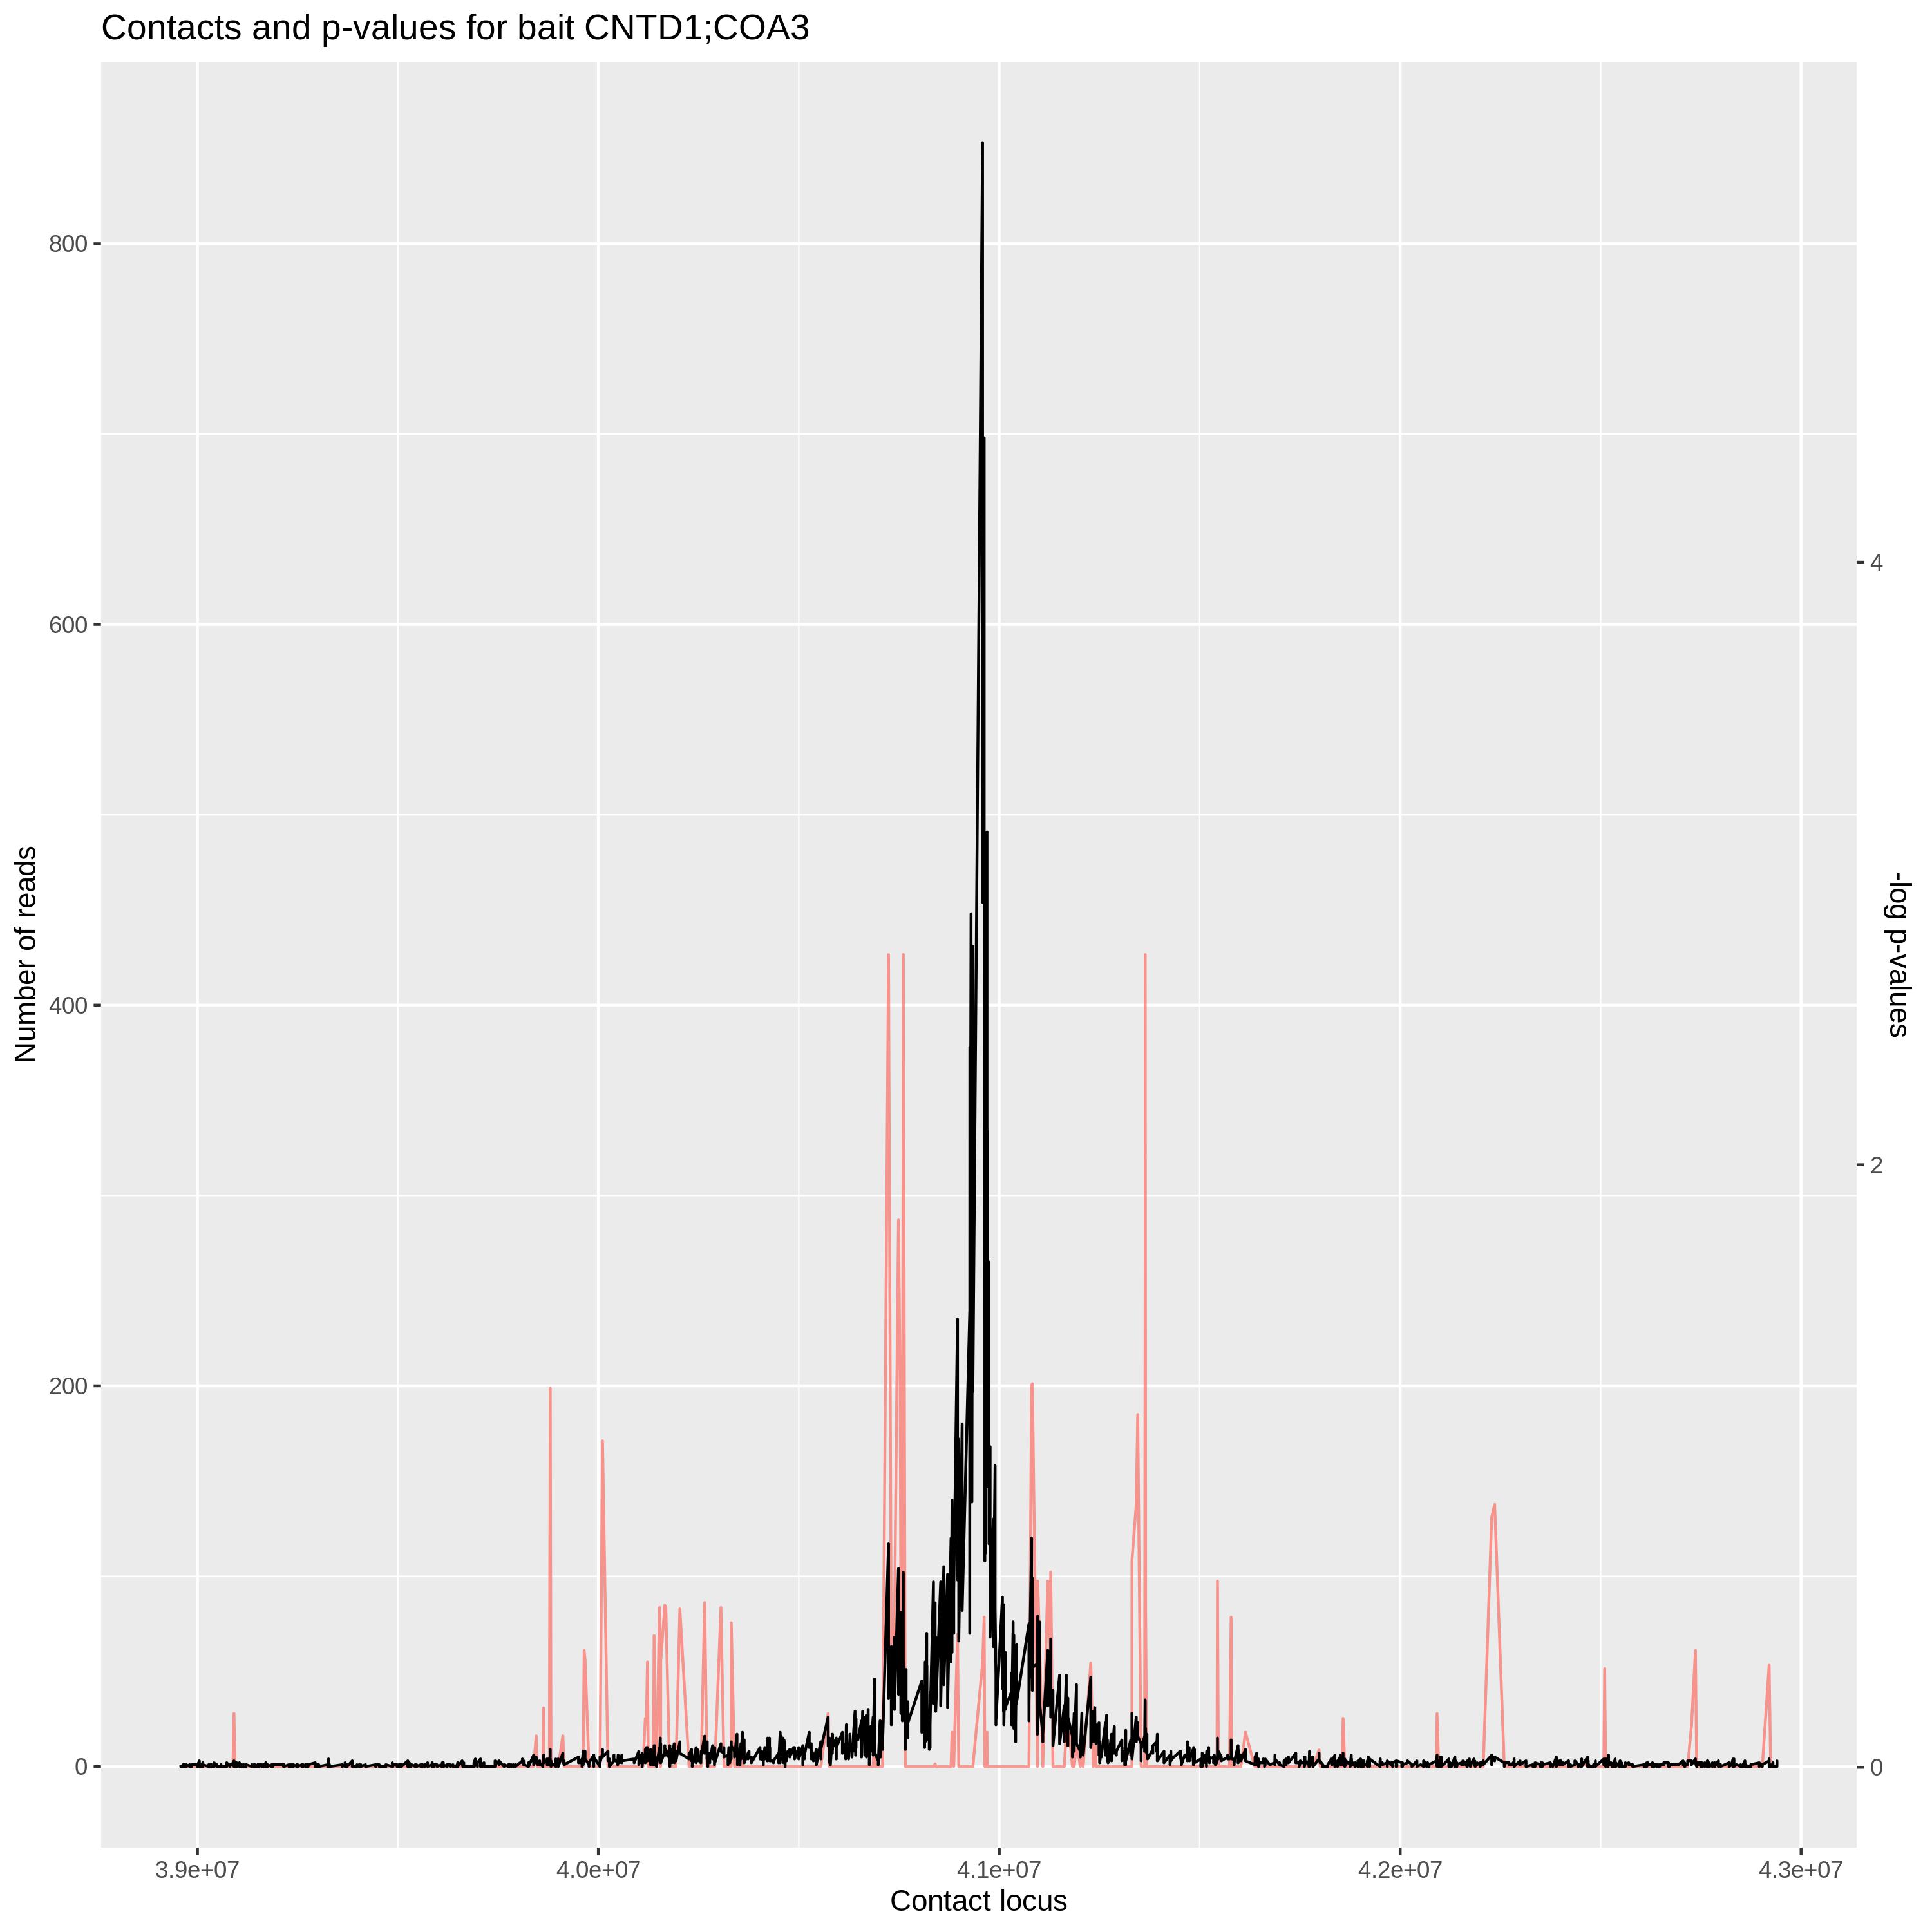 Contacts and p-values for bait CNTD1;COA3
800
600
400
200
0
Number of reads
4
2
0
-log p-values
3.9e+07
4.0e+07
4.1e+07
4.2e+07
4.3e+07
Contact locus